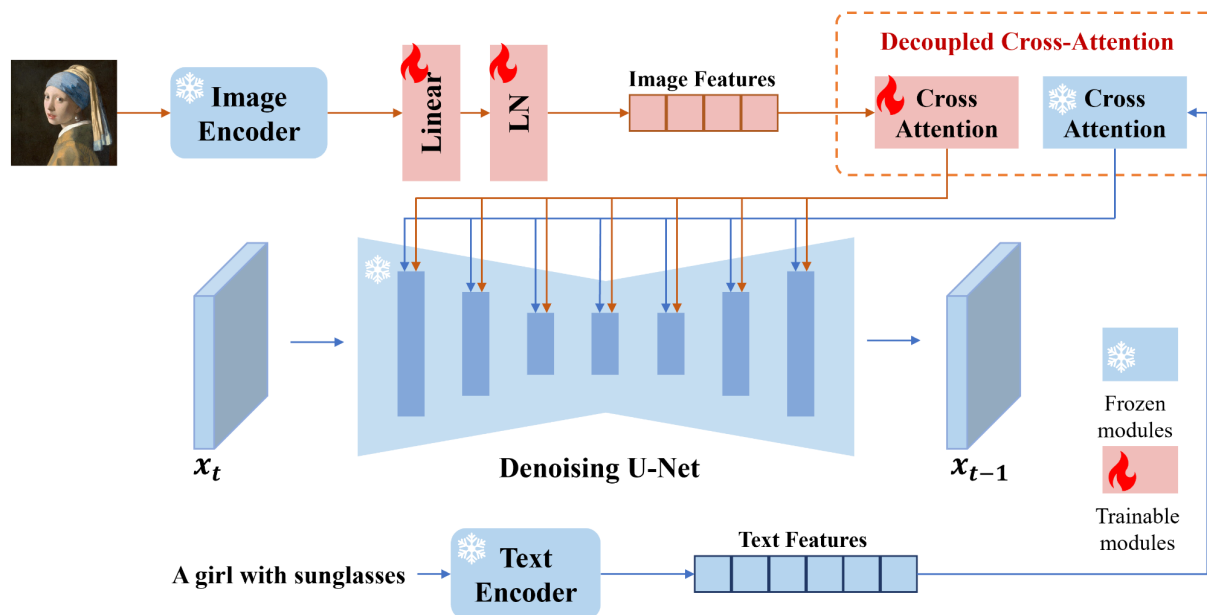 Decoupled Cross-Attention
Image
Encoder
Linear
LN
Image Features
Cross
Attention
Cross
Attention
x_t
Denoising U-Net
x_{t−1}
Frozen
modules
Trainable
modules
A girl with sunglasses
Text
Encoder
Text Features